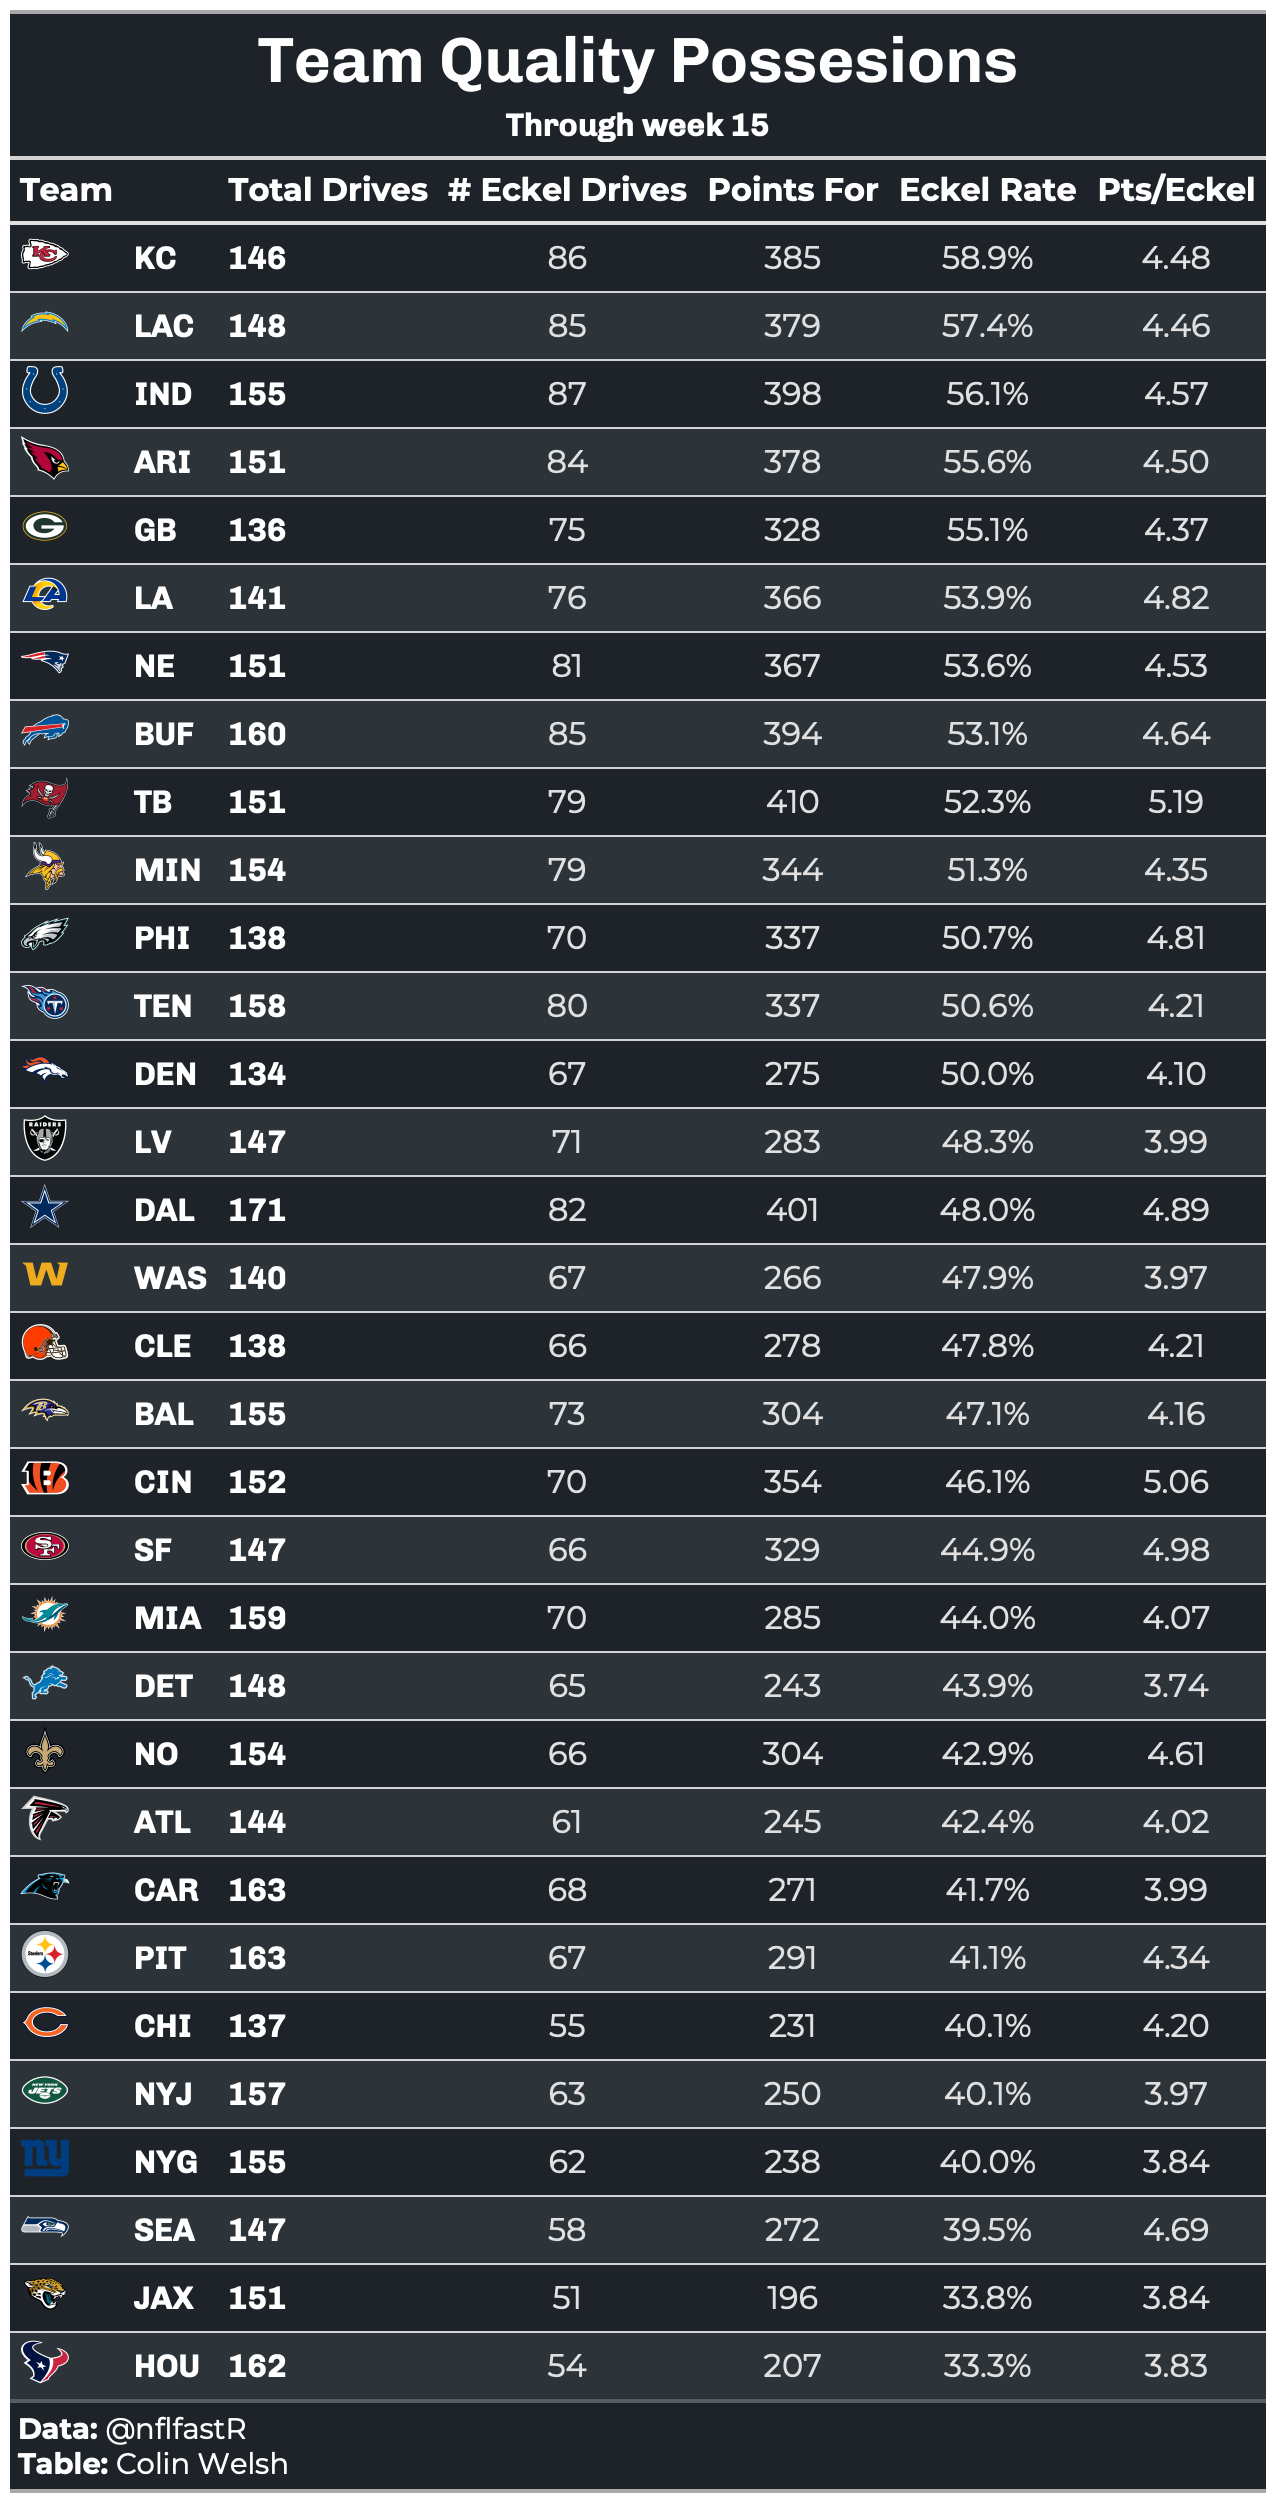 Team Quality Possesions
Through week 15
Team Total Drives # Eckel Drives Points For Eckel Rate Pts/Eckel
KC 146 86 385 58.9% 4.48
LAC 148 85 379 57.4% 4.46
IND 155 87 398 56.1% 4.57
ARI 151 84 378 55.6% 4.50
GB 136 75 328 55.1% 4.37
LA 141 76 366 53.9% 4.82
NE 151 81 367 53.6% 4.53
BUF 160 85 394 53.1% 4.64
TB 151 79 410 52.3% 5.19
MIN 154 79 344 51.3% 4.35
PHI 138 70 337 50.7% 4.81
TEN 158 80 337 50.6% 4.21
DEN 134 67 275 50.0% 4.10
RAIDERS LV 147 71 283 48.3% 3.99
DAL 171 82 401 48.0% 4.89
W WAS 140 67 266 47.9% 3.97
CLE 138 66 278 47.8% 4.21
BAL 155 73 304 47.1% 4.16
B CIN 152 70 354 46.1% 5.06
SF SF 147 66 329 44.9% 4.98
MIA 159 70 285 44.0% 4.07
DET 148 65 243 43.9% 3.74
NO 154 66 304 42.9% 4.61
ATL 144 61 245 42.4% 4.02
CAR 163 68 271 41.7% 3.99
Steelers PIT 163 67 291 41.1% 4.34
CHI 137 55 231 40.1% 4.20
NEW YORK JETS NYJ 157 63 250 40.1% 3.97
ny NYG 155 62 238 40.0% 3.84
SEA 147 58 272 39.5% 4.69
JAX 151 51 196 33.8% 3.84
HOU 162 54 207 33.3% 3.83
Data: @nflfastR
Table: Colin Welsh